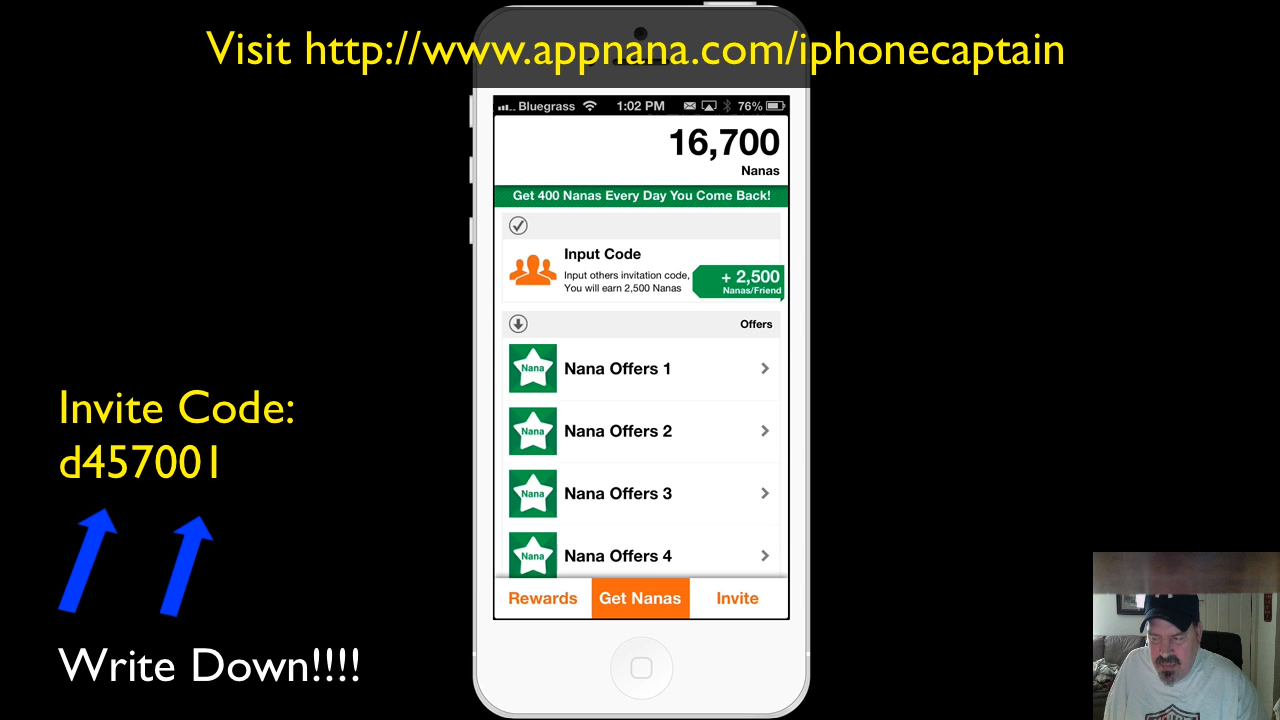 Visit http://www.appnana.com/iphonecaptain
Bluegrass 1:02 PM 76%
16,700
Nanas
Get 400 Nanas Every Day You Come Back!
Input Code
Input others invitation code,
You will earn 2,500 Nanas
+ 2,500
Nanas/Friend
Offers
Nana
Nana Offers 1
Nana
Nana Offers 2
Nana
Nana Offers 3
Nana
Nana Offers 4
Rewards
Get Nanas
Invite
Invite Code:
d457001
Write Down!!!!